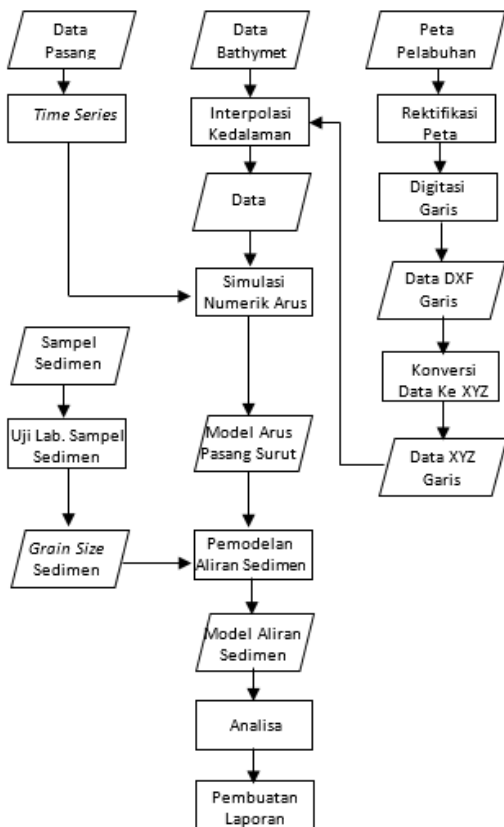 Data
Pasang
Data
Bathymet
Peta
Pelabuhan
Time Series
Interpolasi
Kedalaman
Rektifikasi
Peta
Data
Digitasi
Garis
Simulasi
Numerik Arus
Data DXF
Garis
Sampel
Sedimen
Konversi
Data Ke XYZ
Uji Lab. Sampel
Sedimen
Model Arus
Pasang Surut
Data XYZ
Garis
Grain Size
Sedimen
Pemodelan
Aliran Sedimen
Model Aliran
Sedimen
Analisa
Pembuatan
Laporan